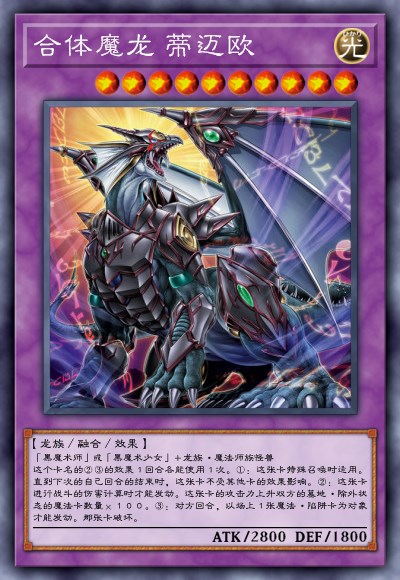 合体魔龙 蒂迈欧
ひかり
光
【龙族／融合／效果】
「黑魔术师」或「黑魔术少女」+龙族・魔法师族怪兽
这个卡名的②③的效果1回合各能使用1次。①：这张卡特殊召唤时适用。
直到下次的自己回合的结束时，这张卡不受其他卡的效果影响。②：这张卡
进行战斗的伤害计算时才能发动。这张卡的攻击力上升双方的墓地・除外状
态的魔法卡数量×100。③：对方回合，以场上1张魔法・陷阱卡为对象
才能发动。那张卡破坏。
ATK/2800 DEF/1800